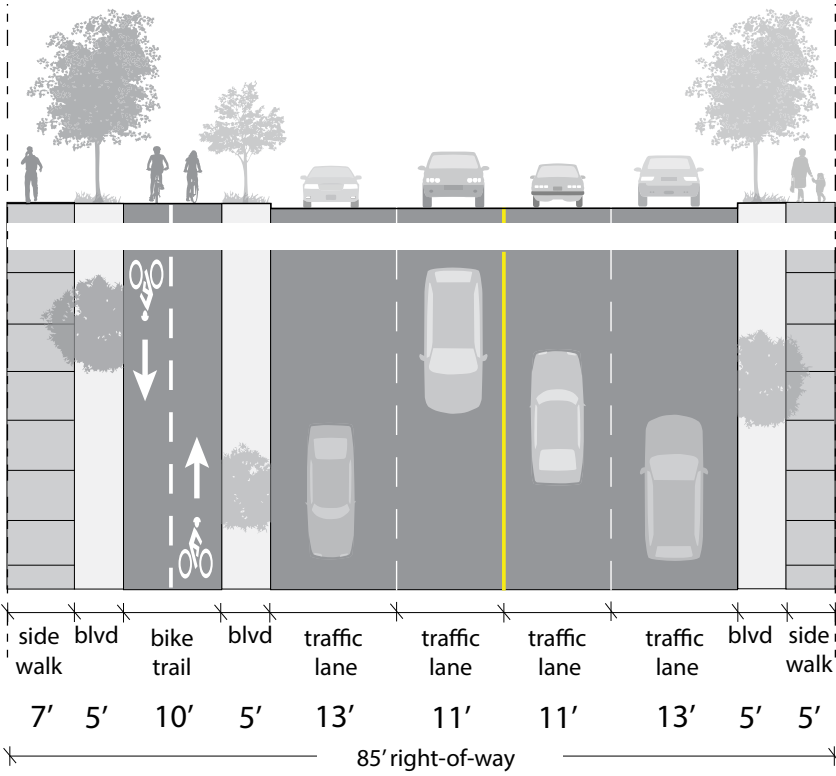 side walk
blvd
bike trail
blvd
traffic lane
traffic lane
traffic lane
traffic lane
blvd
side walk
7’ 5’ 10’ 5’ 13’ 11’ 11’ 13’ 5’ 5’
85’ right-of-way